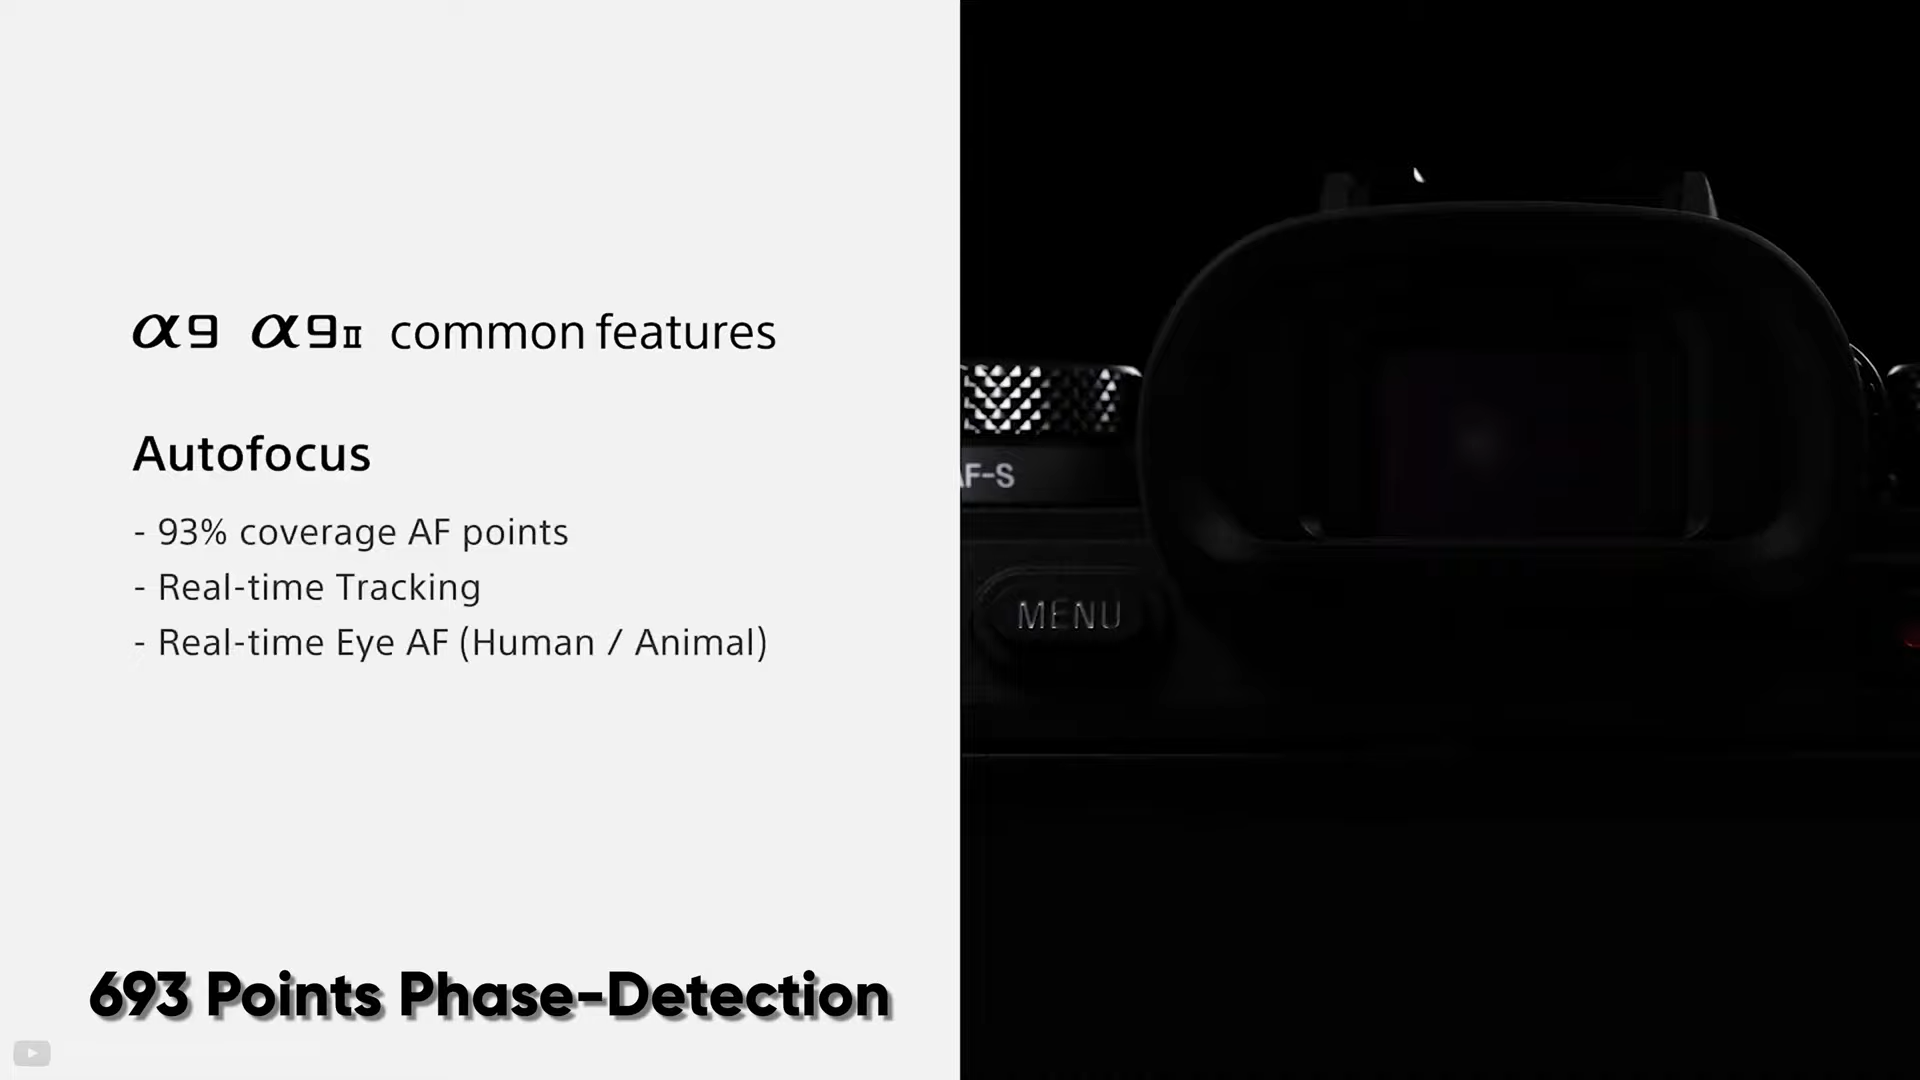 α9 α9II common features
Autofocus
- 93% coverage AF points
- Real-time Tracking
- Real-time Eye AF (Human / Animal)
693 Points Phase-Detection
AF-S
MENU